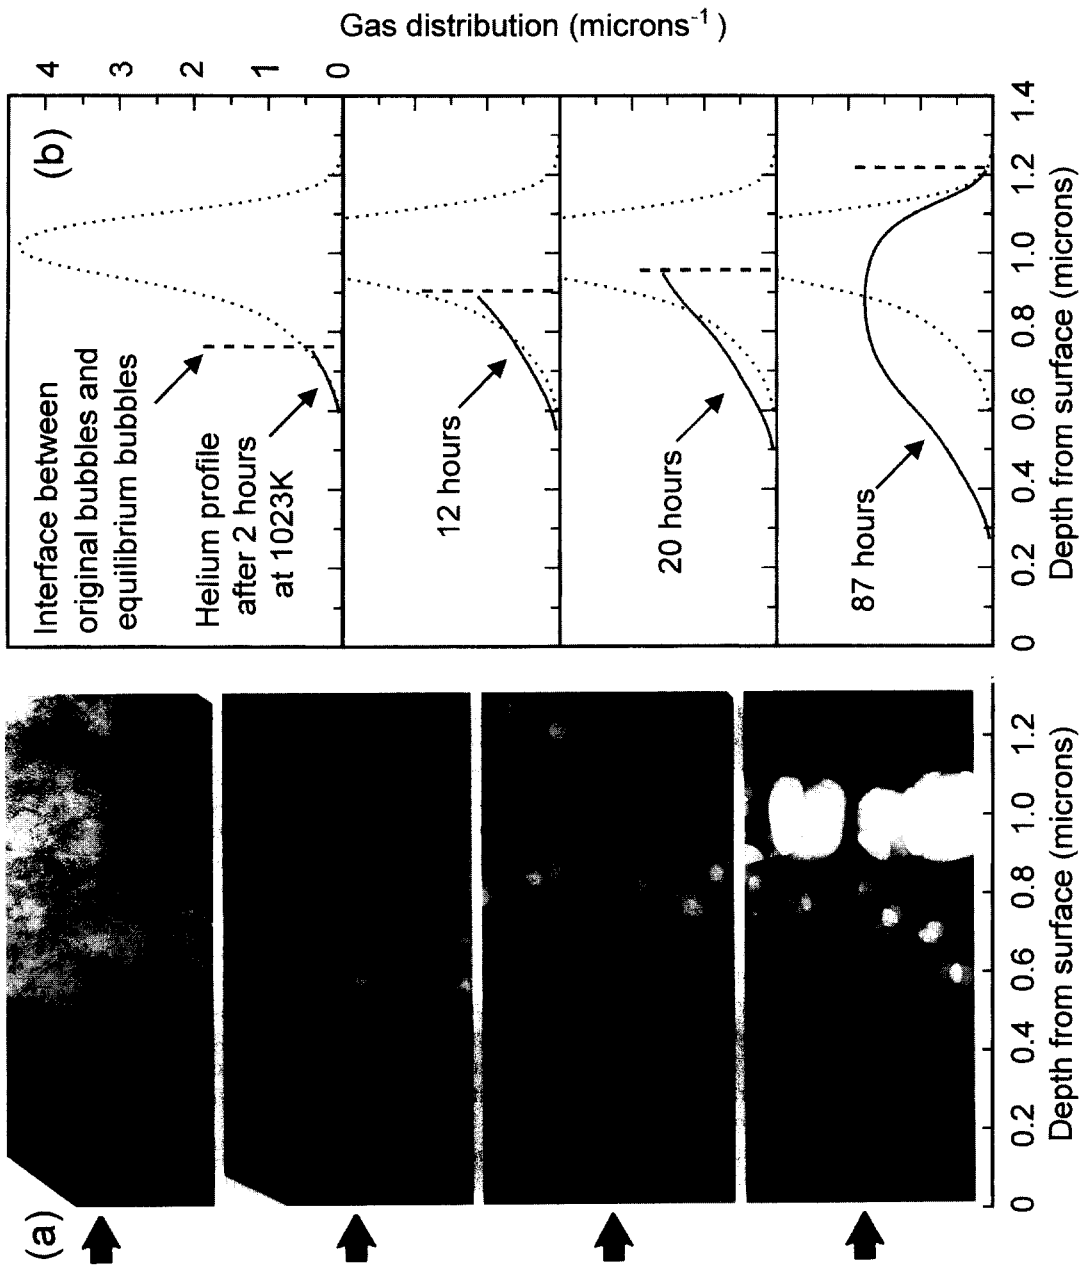 (a)
0 0.2 0.4 0.6 0.8 1.0 1.2
Depth from surface (microns)
(b)
Gas distribution (microns-1 )
4
3
2
1
0
Interface between
original bubbles and
equilibrium bubbles
Helium profile
after 2 hours
at 1023K
12 hours
20 hours
87 hours
0 0.2 0.4 0.6 0.8 1.0 1.2 1.4
Depth from surface (microns)